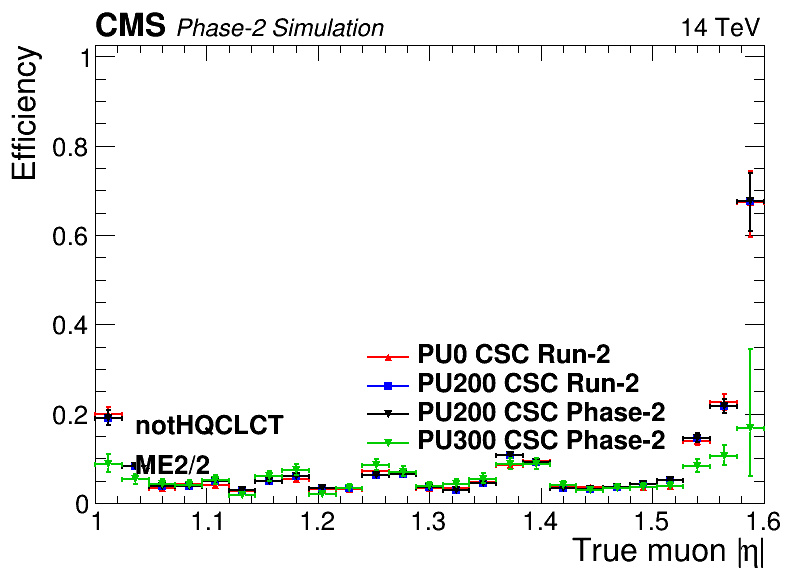 CMS Phase-2 Simulation 14 TeV
Efficiency
1
0.8
0.6
0.4
0.2
0
PU0 CSC Run-2
PU200 CSC Run-2
PU200 CSC Phase-2
PU300 CSC Phase-2
notHQCLCT
ME2/2
1 1.1 1.2 1.3 1.4 1.5 1.6
True muon |η|